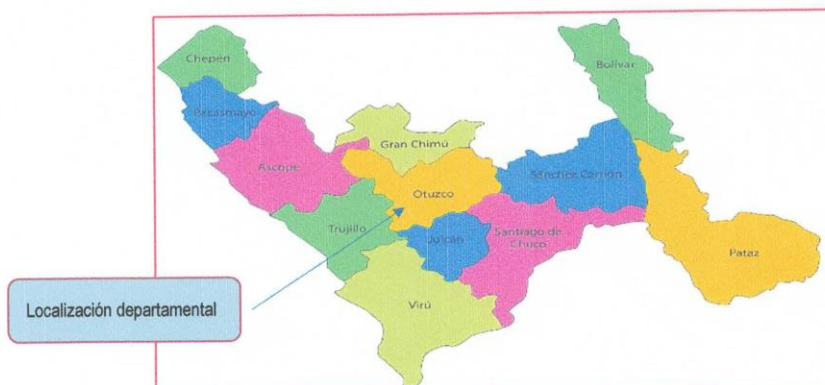 Chepén
Bolívar
Pacasmayo
Gran Chimú
Ascope
Sánchez Carrión
Otuzco
Trujillo
Julcán
Santiago de
Chuco
Pataz
Virú
Localización departamental